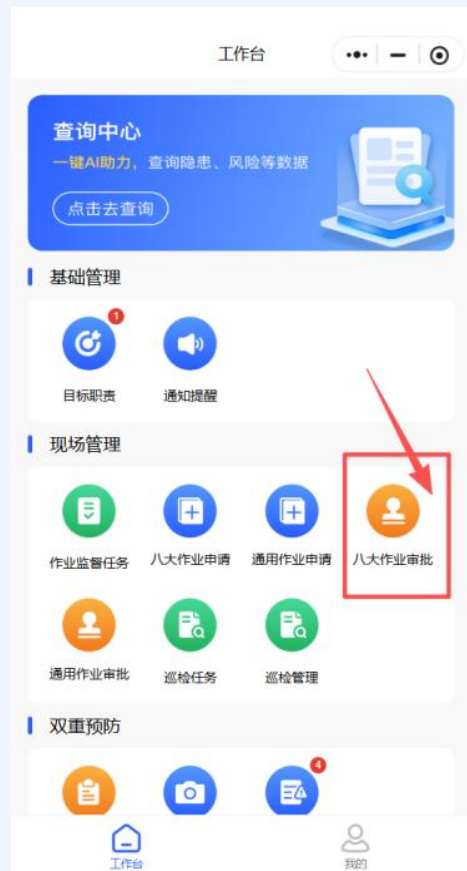 工作台
查询中心
一键AI助力，查询隐患、风险等数据
点击去查询
基础管理
1
目标职责 通知提醒
现场管理
作业监督任务 八大作业申请 通用作业申请 八大作业审批
通用作业审批 巡检任务 巡检管理
双重预防
4
工作台 我的